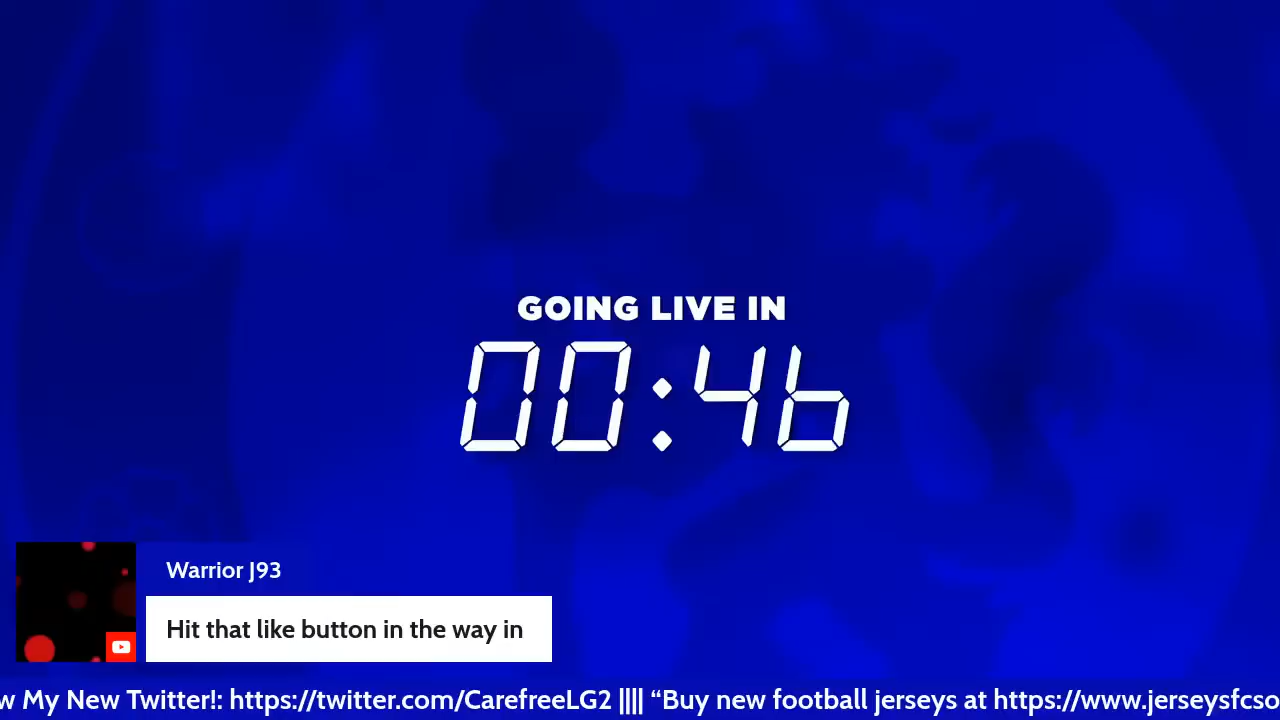 GOING LIVE IN
00:46
Warrior J93
Hit that like button in the way in
w My New Twitter!: https://twitter.com/CarefreeLG2 |||| “Buy new football jerseys at https://www.jerseysfcso